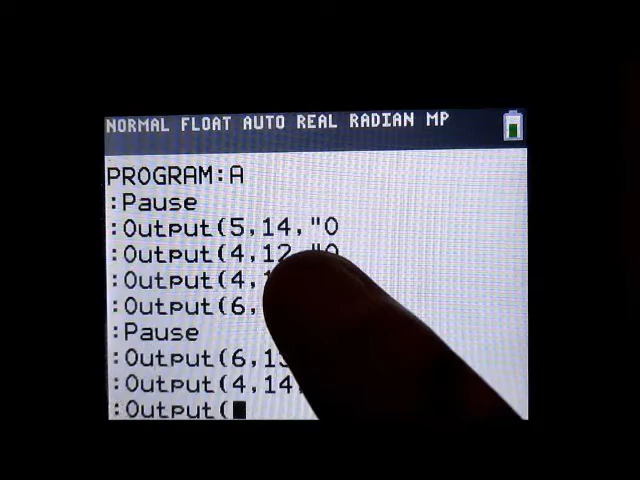 NORMAL FLOAT AUTO REAL RADIAN MP
PROGRAM:A
:Pause
:Output(5,14,"O
:Output(4,12,"O
:Output(4,
:Output(6,
:Pause
:Output(6,
:Output(4,14,
:Output(